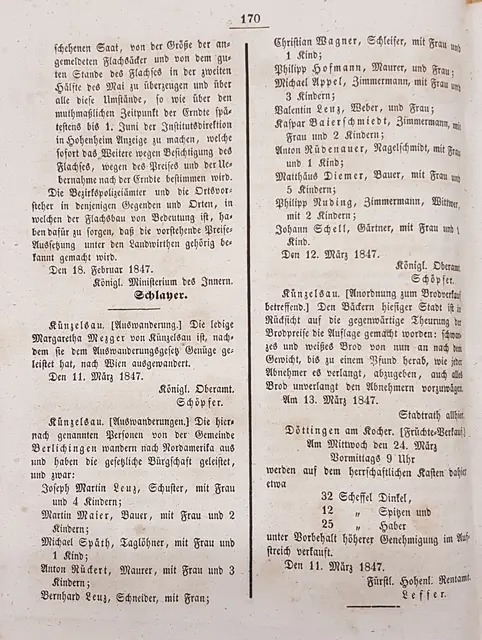 170
schehenen Saat, von der Größe der an-
gemeldeten Flachsäcker und von dem gu-
ten Stande des Flachses in der zweiten
Hälfte des Mai zu überzeugen und über
alle diese Umstände, so wie über den
muthmaßlichen Zeitpunkt der Erndte spä-
testens bis 1. Juni der Institutsdirektion
in Hohenheim Anzeige zu machen, welche
sofort das Weitere wegen Besichtigung des
Flachses, wegen des Preises und der Ue-
bernahme nach der Erndte bestimmen wird.
Die Bezirkspolizeiämter und die Ortsvor-
steher in denjenigen Gegenden und Orten, in
welchen der Flachsbau von Bedeutung ist, ha-
ben dafür zu sorgen, daß die vorstehende Preise-
Aussetzung unter den Landwirthen gehörig be-
kannt gemacht wird.
Den 18. Februar 1847.
Königl. Ministerium des Innern.
Schlayer.
Künzelsau. [Auswanderung.] Die ledige
Margaretha Mezger von Künzelsau ist, nach-
dem sie dem Auswanderungsgesetz Genüge ge-
leistet hat, nach Wien ausgewandert.
Den 11. März 1847.
Königl. Oberamt.
Schöpfer.
Künzelsau. [Auswanderungen.] Die hier-
nach genannten Personen von der Gemeinde
Berlichingen wandern nach Nordamerika aus
und haben die gesetzliche Bürgschaft geleistet,
und zwar:
Joseph Martin Leuz, Schuster, mit Frau
und 4 Kindern;
Martin Maier, Bauer, mit Frau und 2
Kindern;
Michael Späth, Taglöhner, mit Frau und
1 Kind;
Anton Rückert, Maurer, mit Frau und 3
Kindern;
Bernhard Leuz, Schneider, mit Frau;
Christian Wagner, Schleifer, mit Frau und
1 Kind;
Philipp Hofmann, Maurer, und Frau;
Michael Appel, Zimmermann, mit Frau und
3 Kindern;
Valentin Leuz, Weber, und Frau;
Kaspar Baierschmiedt, Zimmermann, mit
Frau und 2 Kindern;
Anton Rüdenauer, Nagelschmidt, mit Frau
und 1 Kind;
Matthäus Diemer, Bauer, mit Frau und
5 Kindern;
Philipp Nuding, Zimmermann, Wittwer,
mit 2 Kindern;
Johann Schell, Gärtner, mit Frau und 1
Kind.
Den 12. März 1847.
Königl. Oberamt.
Schöpfer.
Künzelsau. [Anordnung zum Brodverkauf
betreffend.] Den Bäckern hiesiger Stadt ist in
Rücksicht auf die gegenwärtige Theurung der
Brodpreise die Auflage gemacht worden: schwar-
zes und weißes Brod von nun an nach dem
Gewicht, bis zu einem Pfund herab, wie jeder
Abnehmer es verlangt, abzugeben, auch alles
Brod unverlangt den Abnehmern vorzuwägen.
Am 13. März 1847.
Stadtrath allhier.
Döttingen am Kocher. [Früchte-Verkauf.]
Am Mittwoch den 24. März
Vormittags 9 Uhr
werden auf dem herrschaftlichen Kasten dahier
etwa
32 Scheffel Dinkel,
12 „ Spitzen und
25 „ Haber
unter Vorbehalt höherer Genehmigung im Auf-
streich verkauft.
Den 11. März 1847.
Fürstl. Hohenl. Rentamt.
Leffer.